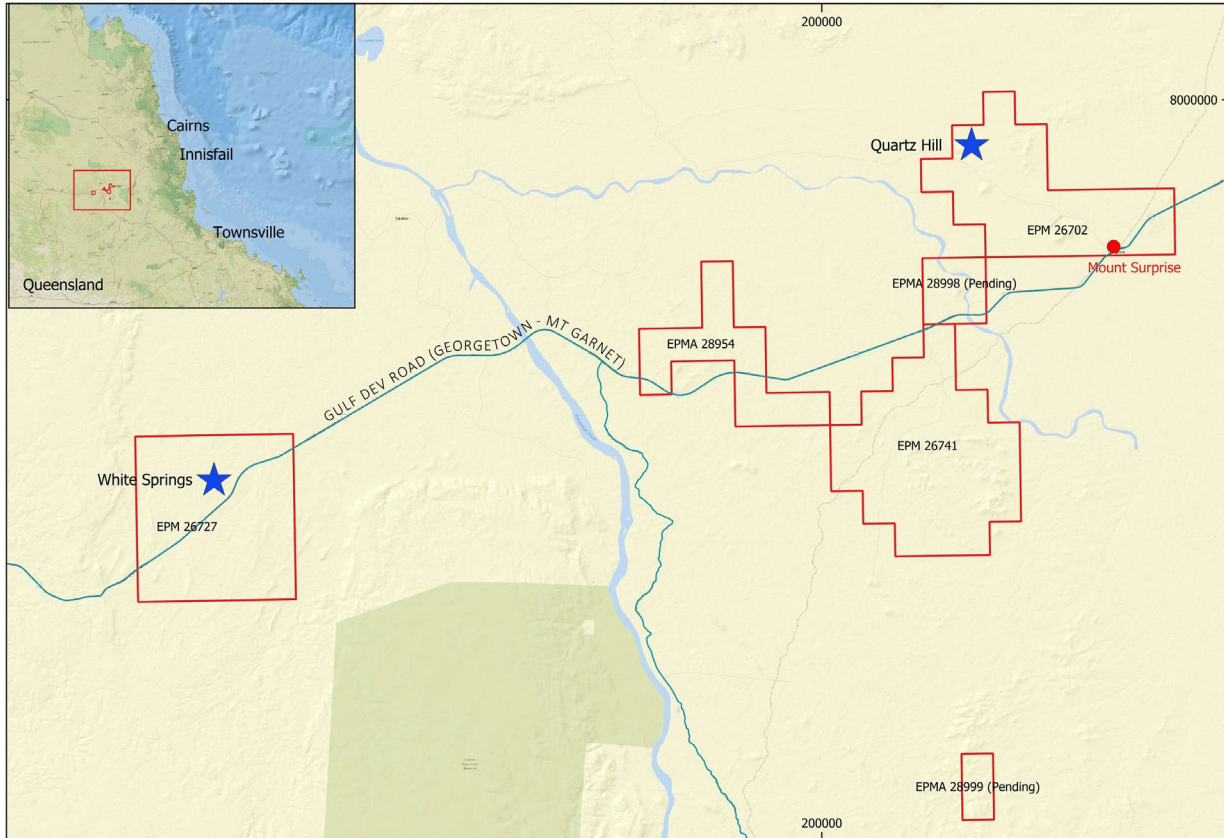 200000
8000000
Cairns
Innisfail
Townsville
Queensland
Quartz Hill
EPM 26702
Mount Surprise
EPMA 28998 (Pending)
EPMA 28954
GULF DEV ROAD (GEORGETOWN - MT GARNET)
EPM 26741
White Springs
EPM 26727
EPMA 28999 (Pending)
200000